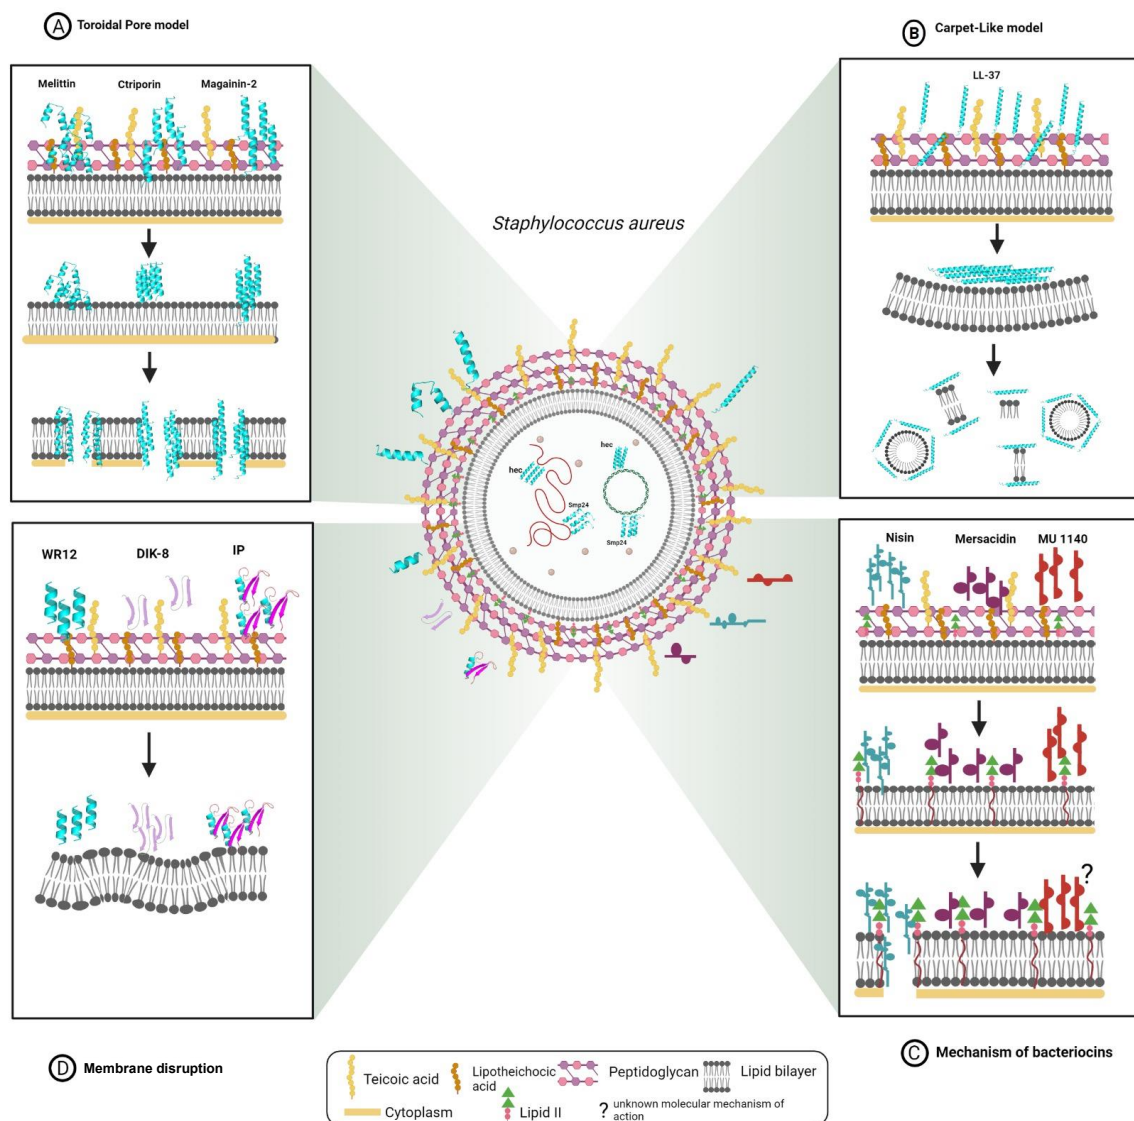 A Toroidal Pore model
B Carpet-Like model
Melittin Ctriporin Magainin-2
LL-37
Staphylococcus aureus
hec
hec
Smp24
Smp24
WR12 DIK-8 IP
Nisin Mersacidin MU 1140
?
D Membrane disruption
C Mechanism of bacteriocins
Teicoic acid
Lipotheichocic
acid
Peptidoglycan
Lipid bilayer
Cytoplasm
Lipid II
? unknown molecular mechanism of
action